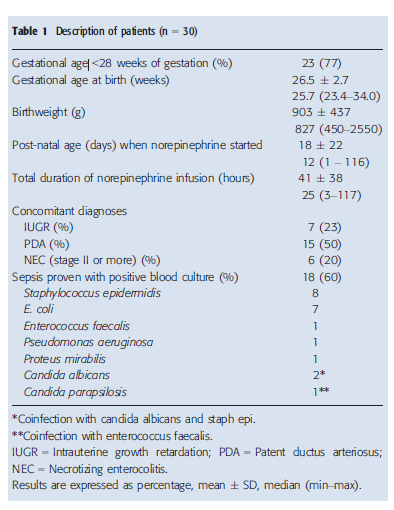 Table 1 Description of patients (n = 30)
Gestational age <28 weeks of gestation (%) 23 (77)
Gestational age at birth (weeks) 26.5 ± 2.7
25.7 (23.4–34.0)
Birthweight (g) 903 ± 437
827 (450–2550)
Post-natal age (days) when norepinephrine started 18 ± 22
12 (1 – 116)
Total duration of norepinephrine infusion (hours) 41 ± 38
25 (3–117)
Concomitant diagnoses
IUGR (%) 7 (23)
PDA (%) 15 (50)
NEC (stage II or more) (%) 6 (20)
Sepsis proven with positive blood culture (%) 18 (60)
Staphylococcus epidermidis 8
E. coli 7
Enterococcus faecalis 1
Pseudomonas aeruginosa 1
Proteus mirabilis 1
Candida albicans 2*
Candida parapsilosis 1**
*Coinfection with candida albicans and staph epi.
**Coinfection with enterococcus faecalis.
IUGR = Intrauterine growth retardation; PDA = Patent ductus arteriosus;
NEC = Necrotizing enterocolitis.
Results are expressed as percentage, mean ± SD, median (min–max).